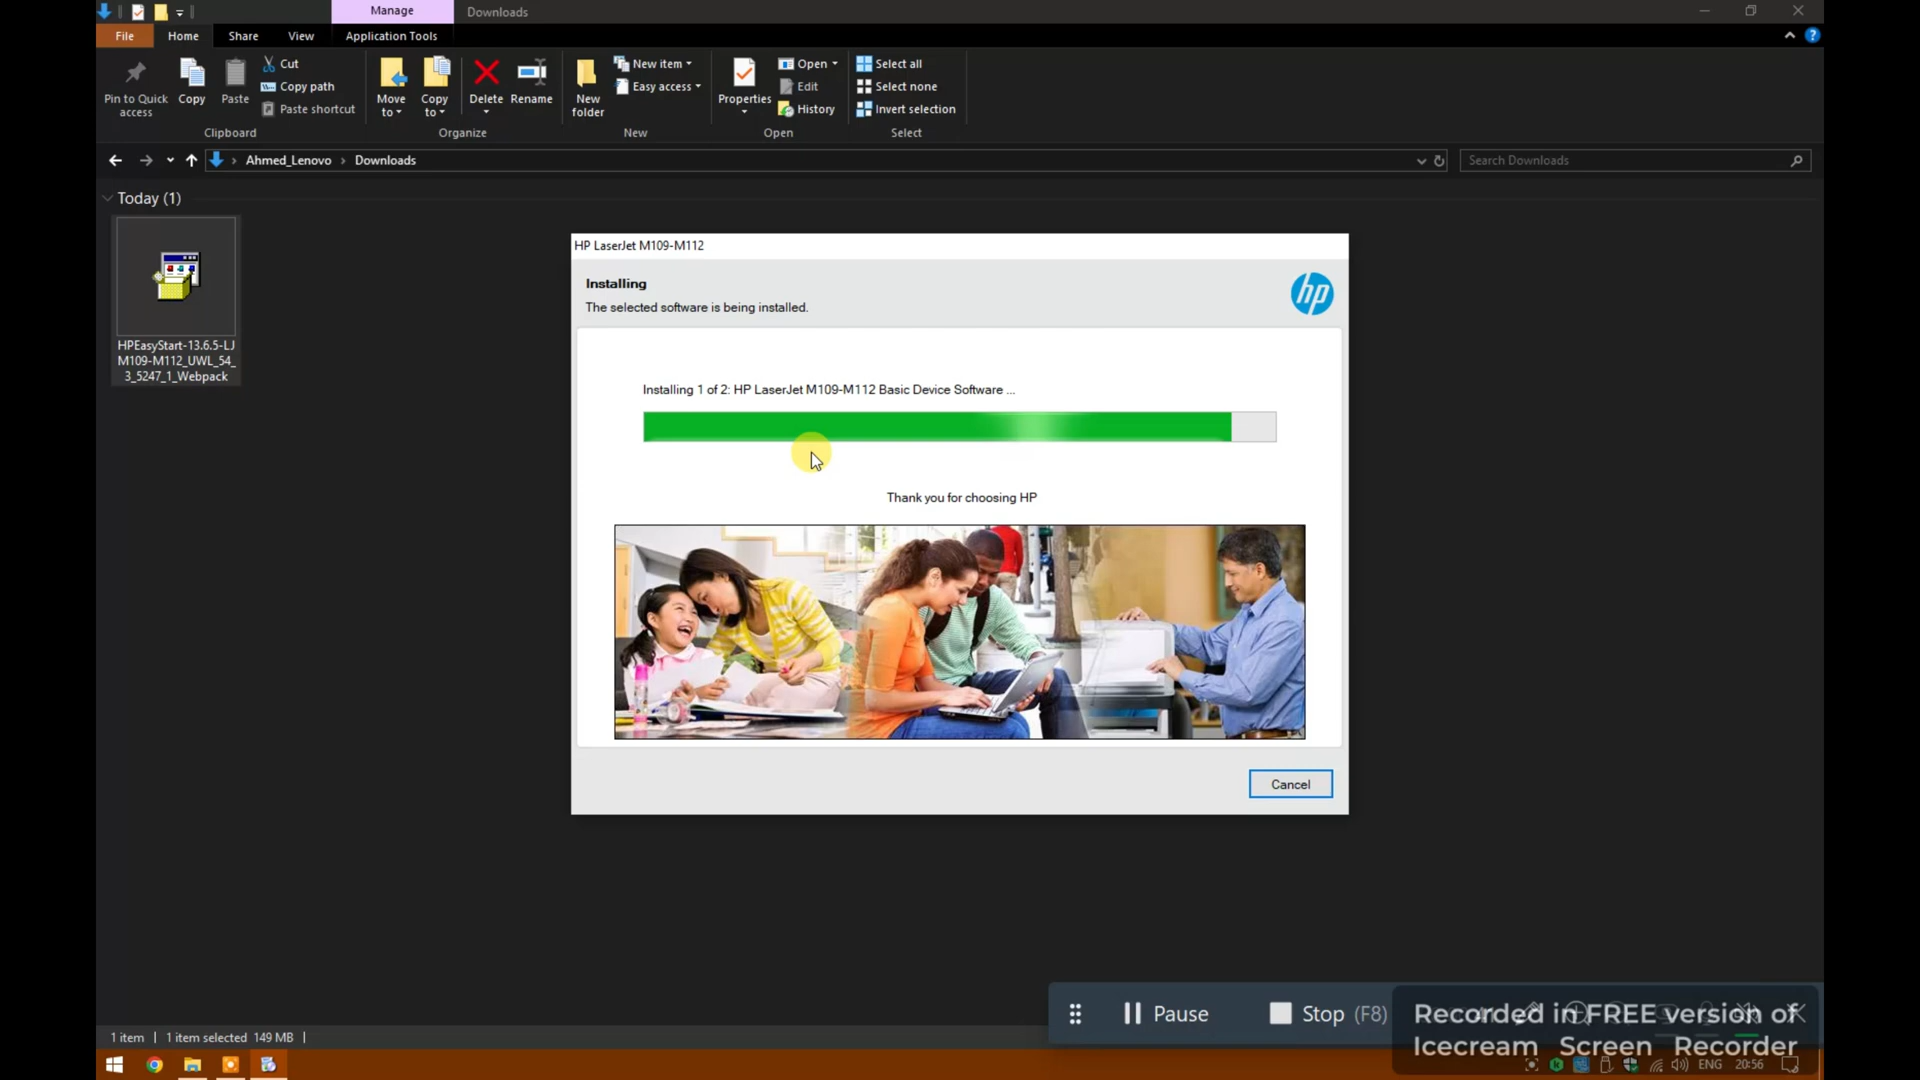 Manage
Downloads
File
Home
Share
View
Application Tools
Pin to Quick
access
Copy
Paste
Cut
Copy path
Paste shortcut
Clipboard
Move
to
Copy
to
Delete
Rename
Organize
New
folder
New item
Easy access
New
Properties
Open
Edit
History
Open
Select all
Select none
Invert selection
Select
Ahmed_Lenovo
Downloads
Search Downloads
Today (1)
HPEasyStart-13.6.5-LJ
M109-M112_UWL_54_
3_5247_1_Webpack
HP LaserJet M109-M112
Installing
The selected software is being installed.
hp
Installing 1 of 2: HP LaserJet M109-M112 Basic Device Software ...
Thank you for choosing HP
Cancel
Pause
Stop (F8)
Recorded in FREE version of
Icecream Screen Recorder
1 item
1 item selected 149 MB
ENG
20:56